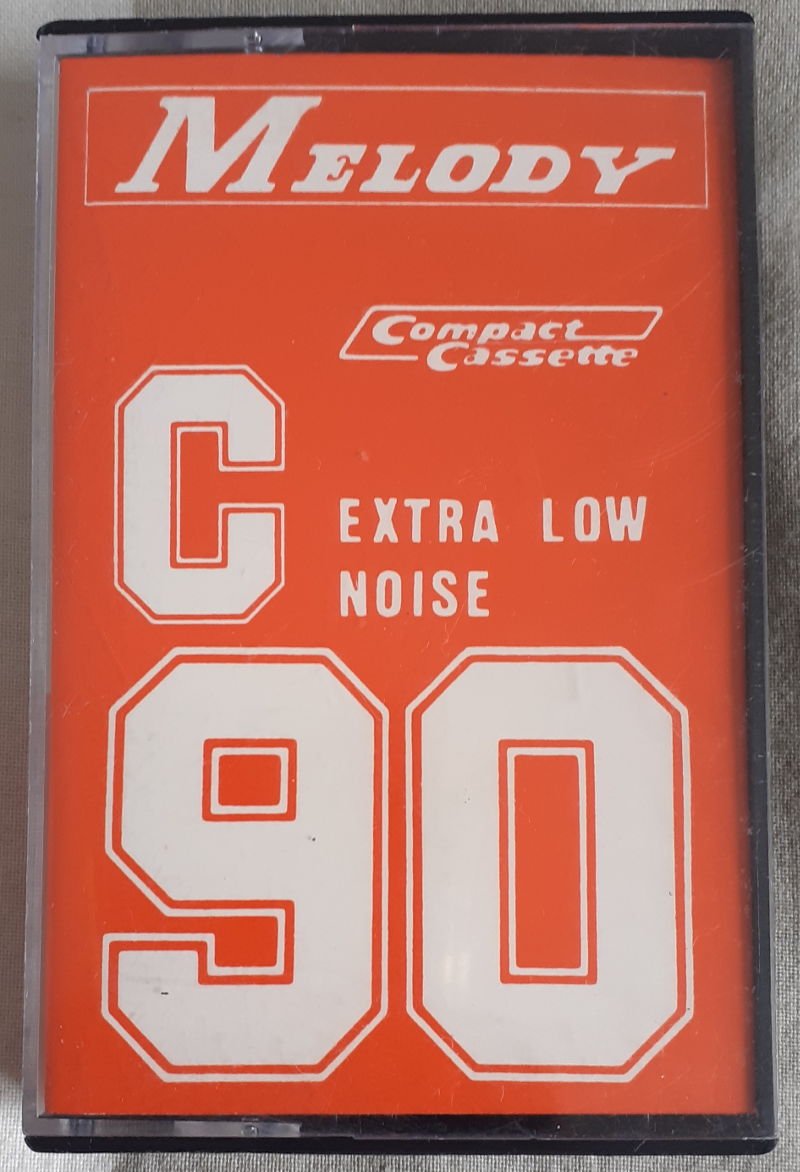 MELODY
Compact
Cassette
C
EXTRA LOW
NOISE
90